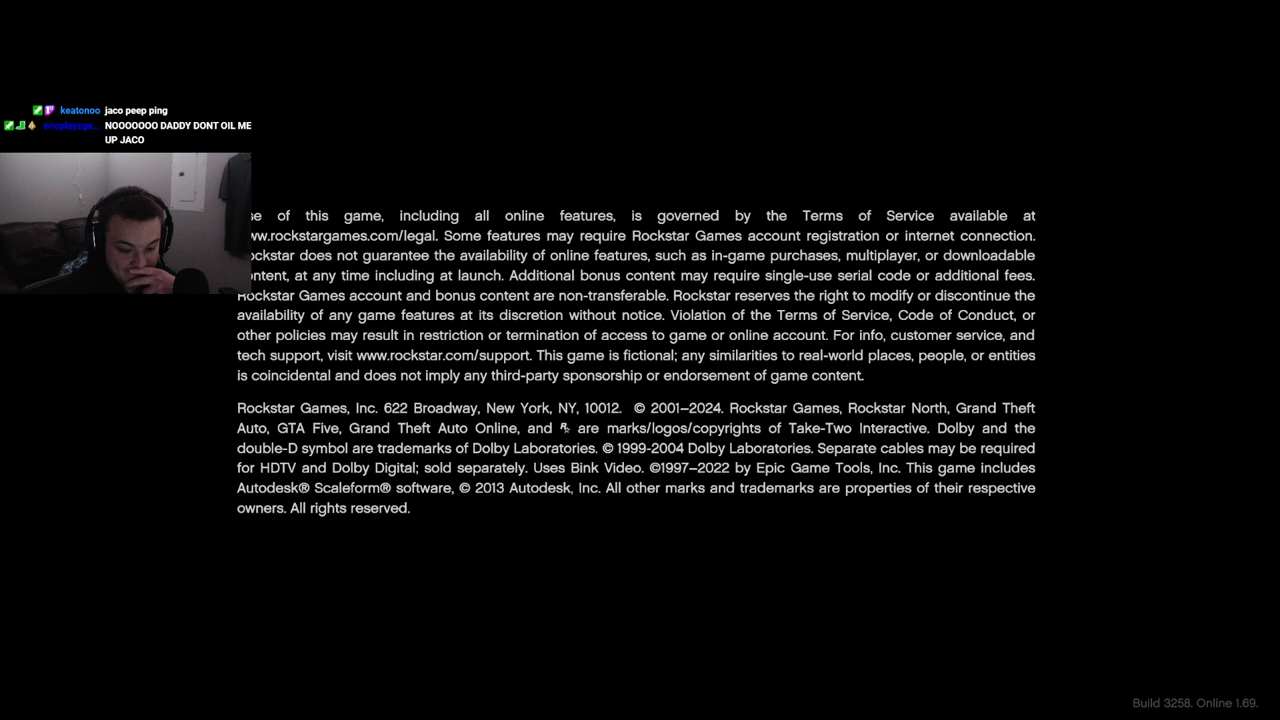 keatonoo jaco peep ping
NOOOOOOO DADDY DONT OIL ME
UP JACO
of this game, including all online features, is governed by the Terms of Service available at
www.rockstargames.com/legal. Some features may require Rockstar Games account registration or internet connection.
Rockstar does not guarantee the availability of online features, such as in-game purchases, multiplayer, or downloadable
content, at any time including at launch. Additional bonus content may require single-use serial code or additional fees.
Rockstar Games account and bonus content are non-transferable. Rockstar reserves the right to modify or discontinue the
availability of any game features at its discretion without notice. Violation of the Terms of Service, Code of Conduct, or
other policies may result in restriction or termination of access to game or online account. For info, customer service, and
tech support, visit www.rockstar.com/support. This game is fictional; any similarities to real-world places, people, or entities
is coincidental and does not imply any third-party sponsorship or endorsement of game content.
Rockstar Games, Inc. 622 Broadway, New York, NY, 10012. © 2001–2024. Rockstar Games, Rockstar North, Grand Theft
Auto, GTA Five, Grand Theft Auto Online, and are marks/logos/copyrights of Take-Two Interactive. Dolby and the
double-D symbol are trademarks of Dolby Laboratories. © 1999-2004 Dolby Laboratories. Separate cables may be required
for HDTV and Dolby Digital; sold separately. Uses Bink Video. ©1997–2022 by Epic Game Tools, Inc. This game includes
Autodesk® Scaleform® software, © 2013 Autodesk, Inc. All other marks and trademarks are properties of their respective
owners. All rights reserved.
Build 3258. Online 1.69.